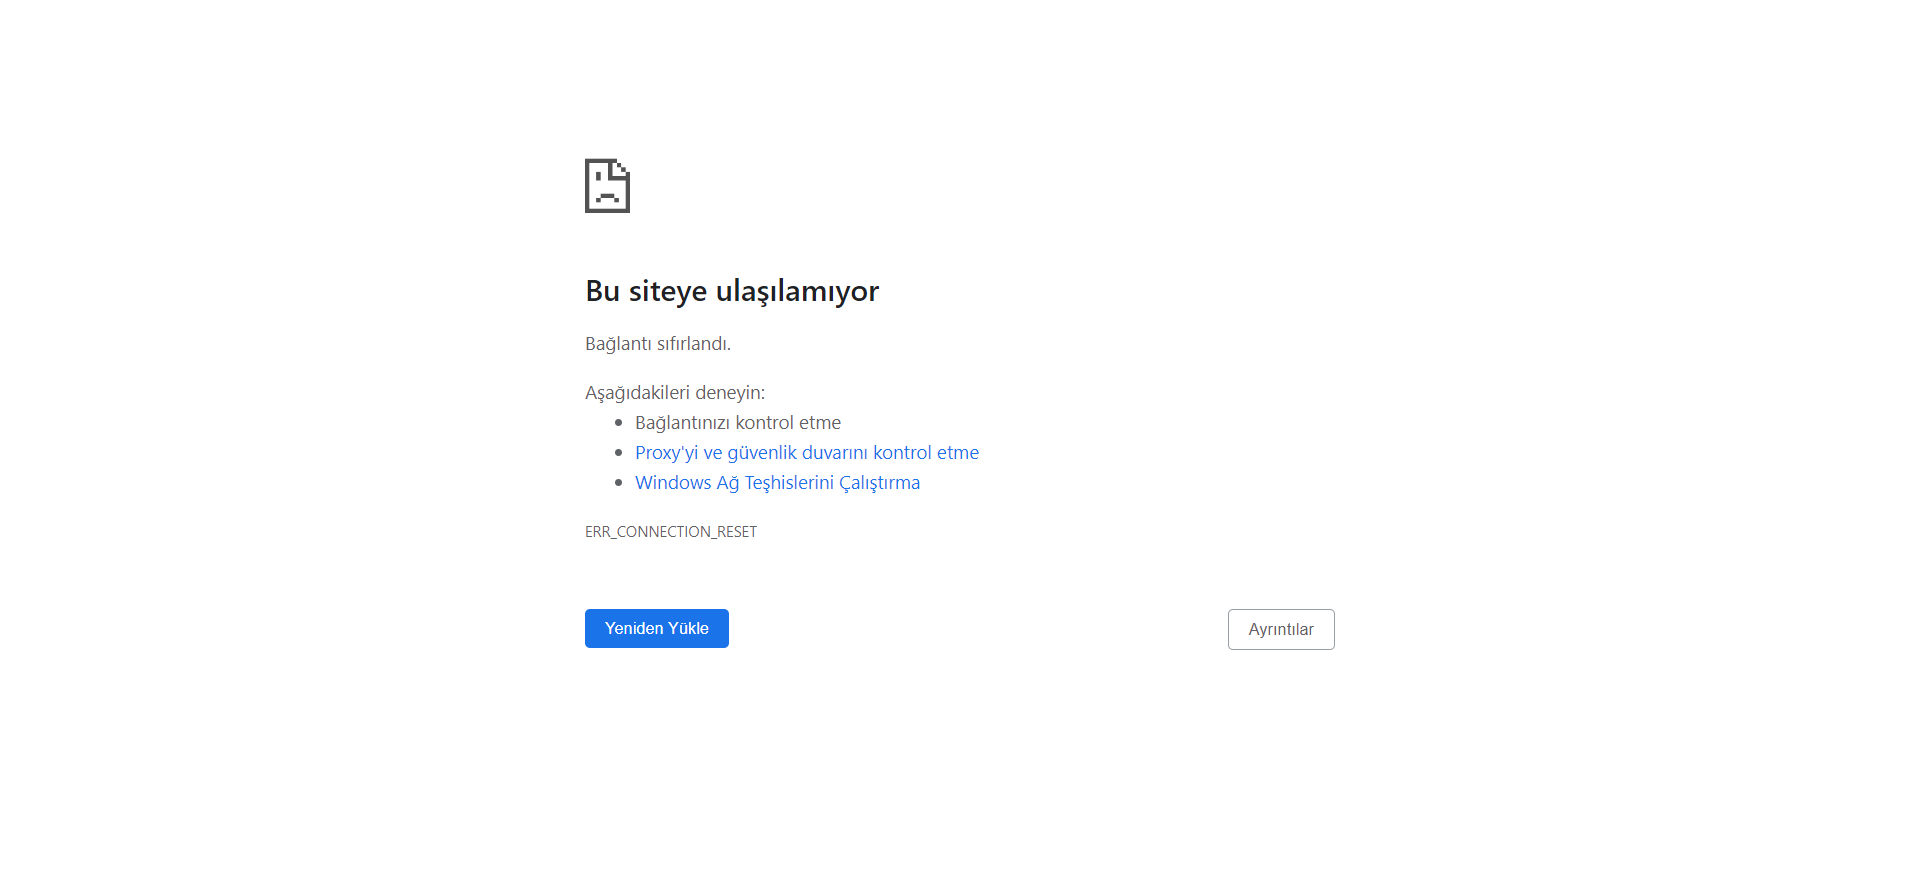 Bu siteye ulaşılamıyor
Bağlantı sıfırlandı.
Aşağıdakileri deneyin:
Bağlantınızı kontrol etme
Proxy'yi ve güvenlik duvarını kontrol etme
Windows Ağ Teşhislerini Çalıştırma
ERR_CONNECTION_RESET
Yeniden Yükle
Ayrıntılar